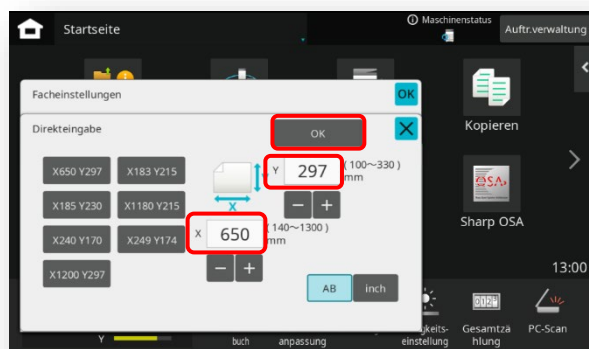 Startseite
Maschinenstatus
Auftr.verwaltung
Facheinstellungen
OK
Direkteingabe
OK
Kopieren
X650 Y297
X183 Y215
Y
297
(100~330)
mm
X185 Y230
X1180 Y215
X
Sharp OSA
X
650
(140~1300)
mm
X240 Y170
X249 Y174
X1200 Y297
AB
inch
13:00
Y
buch
anpassung
einstellung
Gesamtzä
hlung
PC-Scan